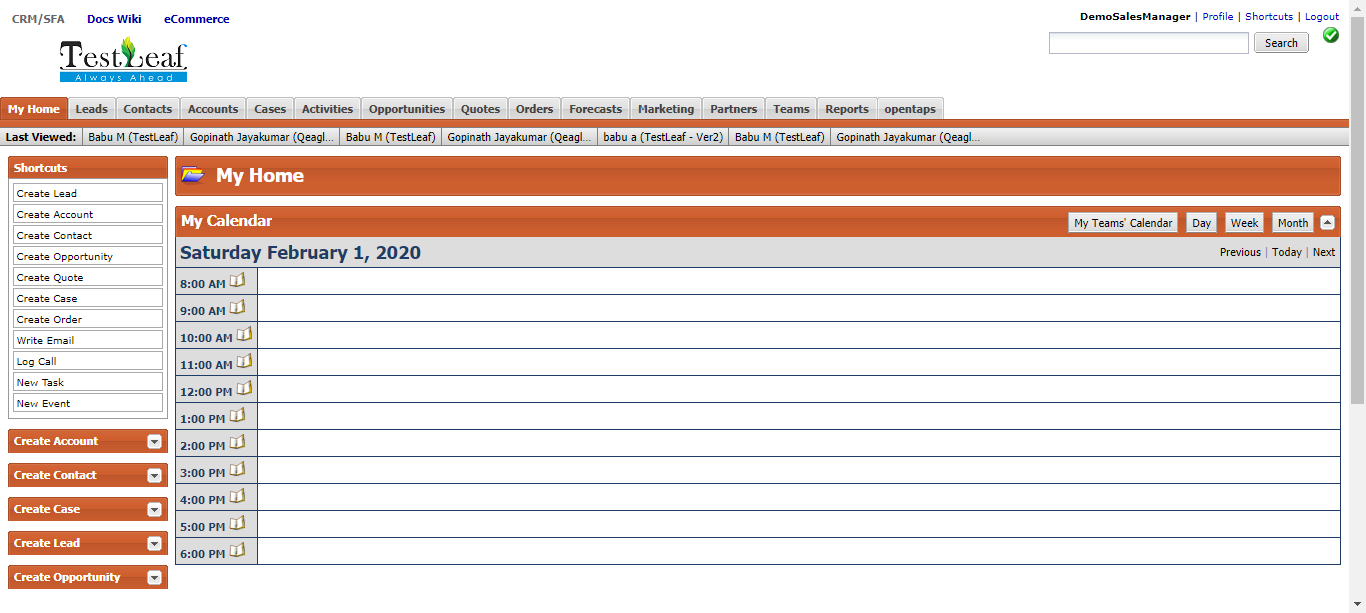 CRM/SFA Docs Wiki eCommerce
DemoSalesManager | Profile | Shortcuts | Logout
TestLeaf
Always Ahead
Search
My Home Leads Contacts Accounts Cases Activities Opportunities Quotes Orders Forecasts Marketing Partners Teams Reports opentaps
Last Viewed: Babu M (TestLeaf) Gopinath Jayakumar (Qeagl... Babu M (TestLeaf) Gopinath Jayakumar (Qeagl... babu a (TestLeaf - Ver2) Babu M (TestLeaf) Gopinath Jayakumar (Qeagl...
Shortcuts
Create Lead
Create Account
Create Contact
Create Opportunity
Create Quote
Create Case
Create Order
Write Email
Log Call
New Task
New Event
Create Account
Create Contact
Create Case
Create Lead
Create Opportunity
My Home
My Calendar
My Teams' Calendar Day Week Month
Saturday February 1, 2020
Previous | Today | Next
8:00 AM
9:00 AM
10:00 AM
11:00 AM
12:00 PM
1:00 PM
2:00 PM
3:00 PM
4:00 PM
5:00 PM
6:00 PM